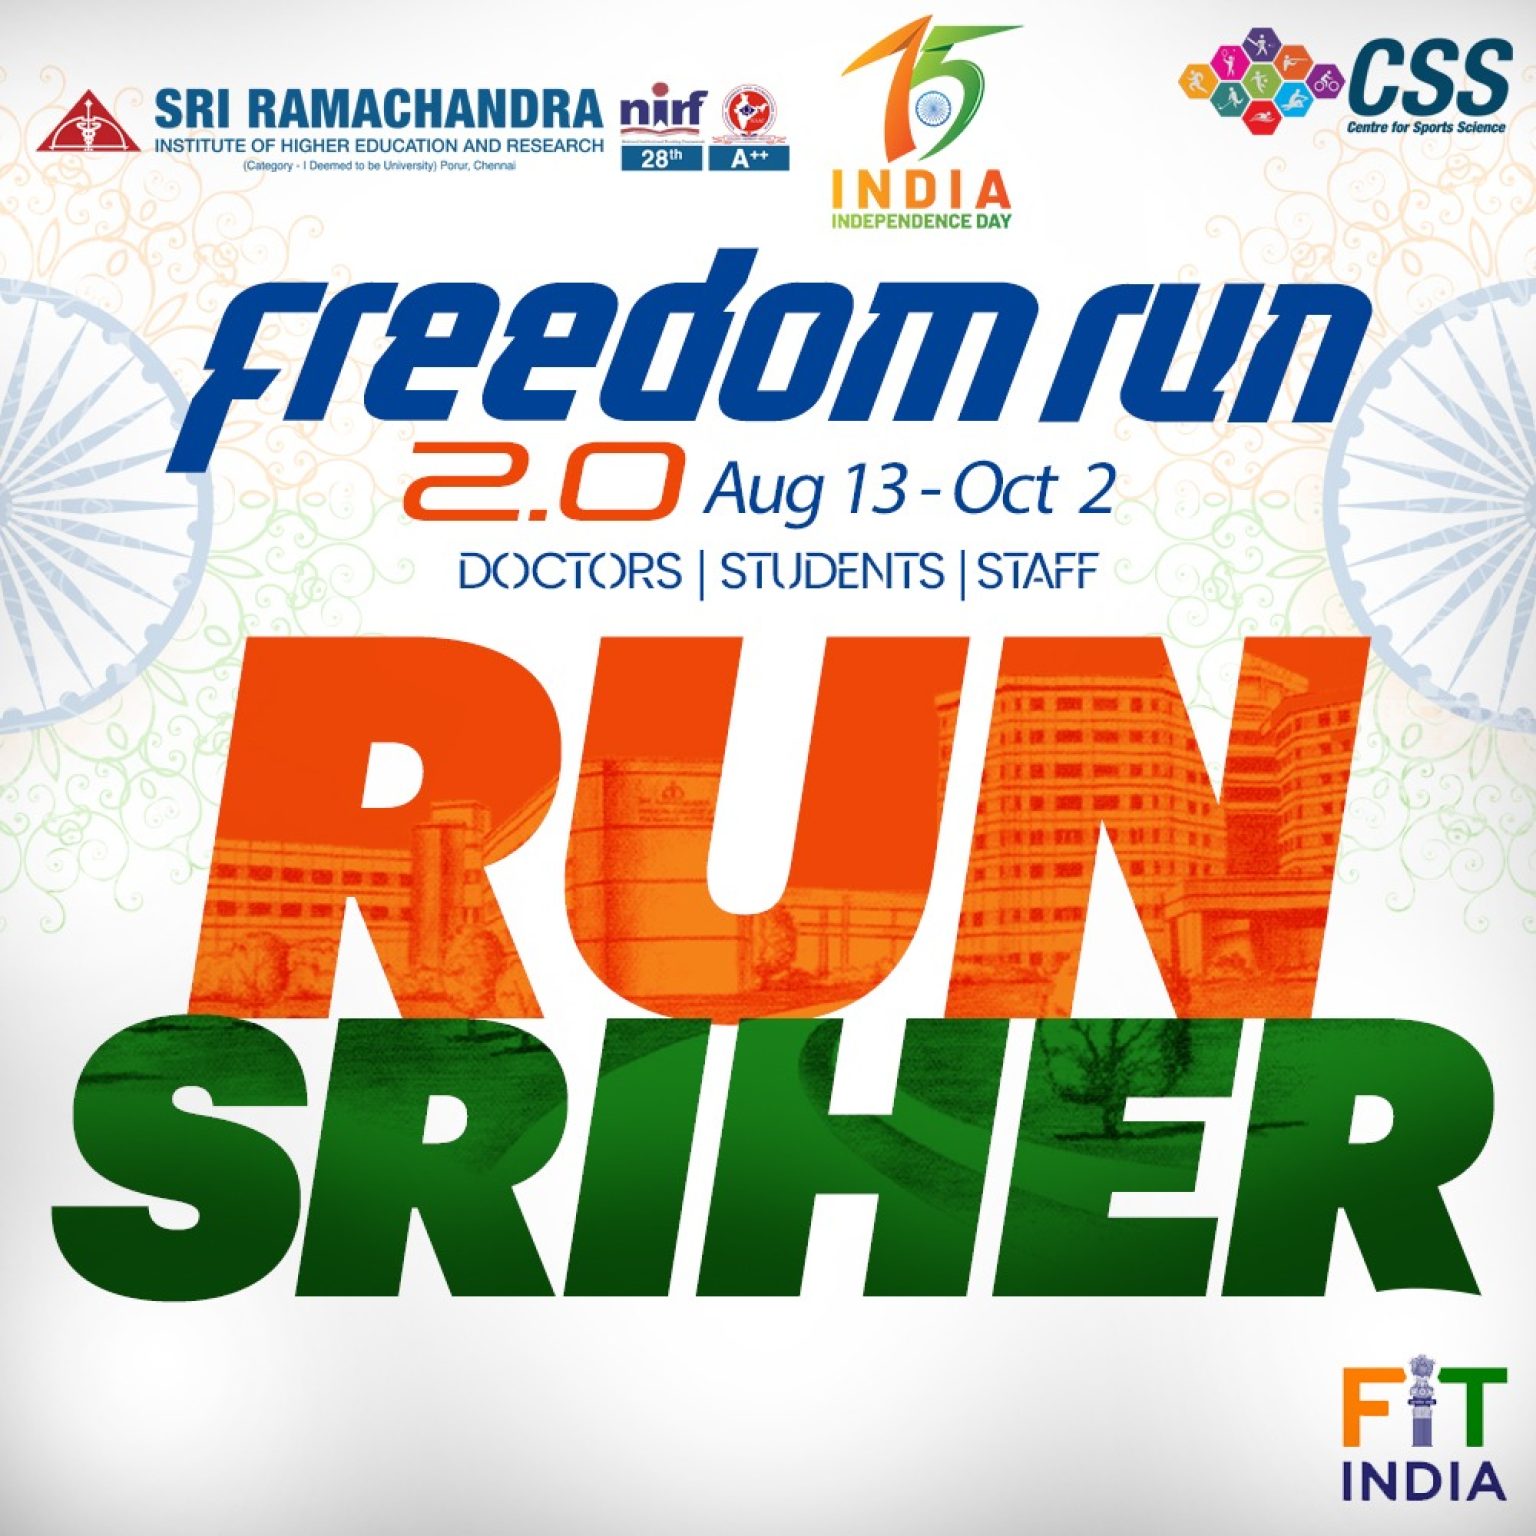 SRI RAMACHANDRA
INSTITUTE OF HIGHER EDUCATION AND RESEARCH
(Category - I Deemed to be University) Porur, Chennai
nirf
28th
A++
75
INDIA
INDEPENDENCE DAY
CSS
Centre for Sports Science
freedom run
2.0 Aug 13 - Oct 2
DOCTORS | STUDENTS | STAFF
RUN
SRIHER
FIT
INDIA